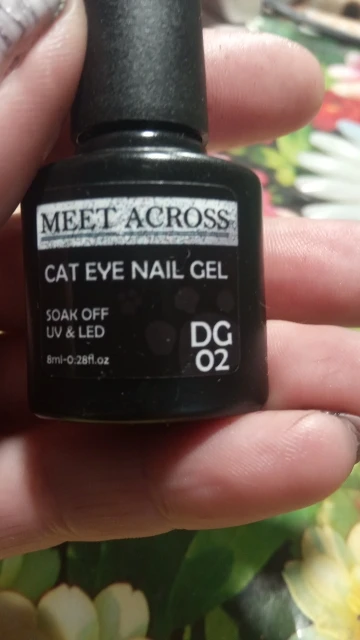 MEET ACROSS
CAT EYE NAIL GEL
SOAK OFF
UV & LED
8ml-0:28fl.oz
DG
02